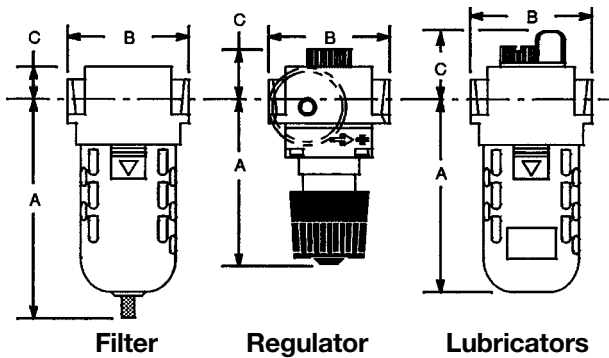 C B
A
Filter
C B
A
Regulator
B
C
A
Lubricators